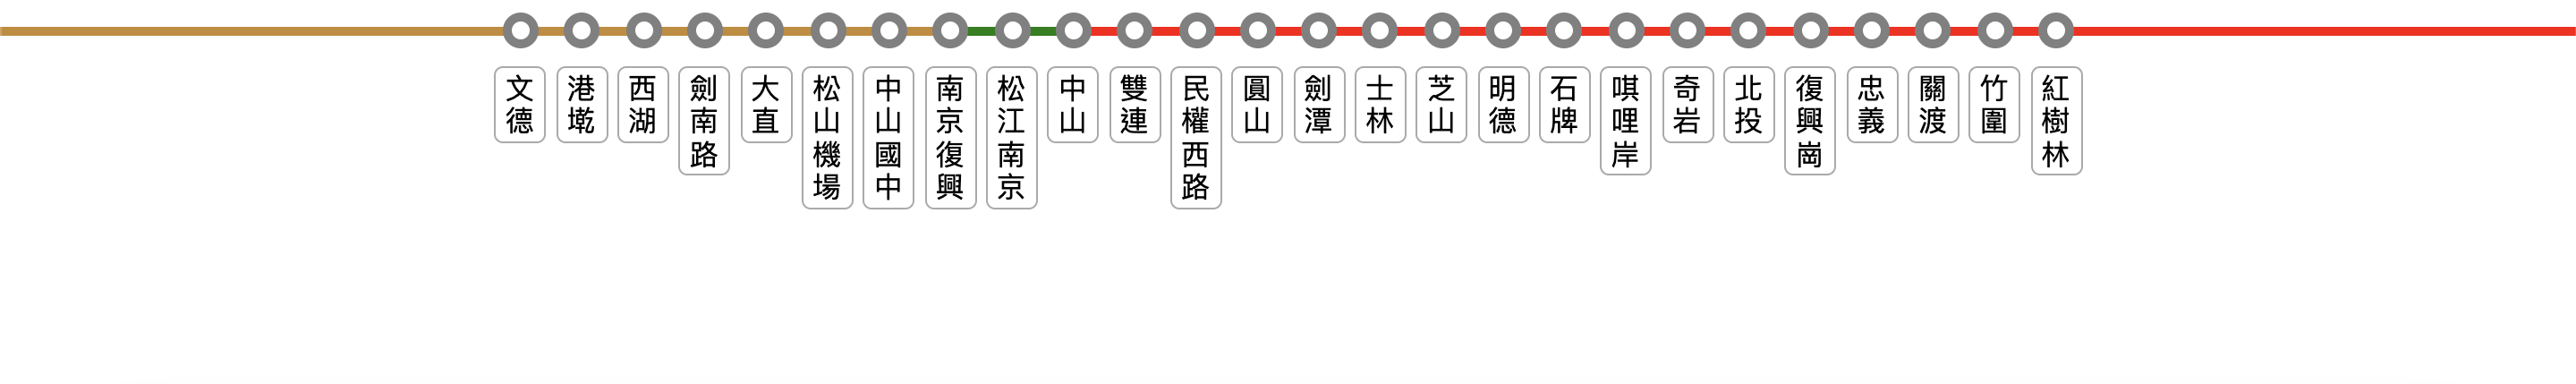 文德
港墘
西湖
劍南路
大直
松山機場
中山國中
南京復興
松江南京
中山
雙連
民權西路
圓山
劍潭
士林
芝山
明德
石牌
唭哩岸
奇岩
北投
復興崗
忠義
關渡
竹圍
紅樹林